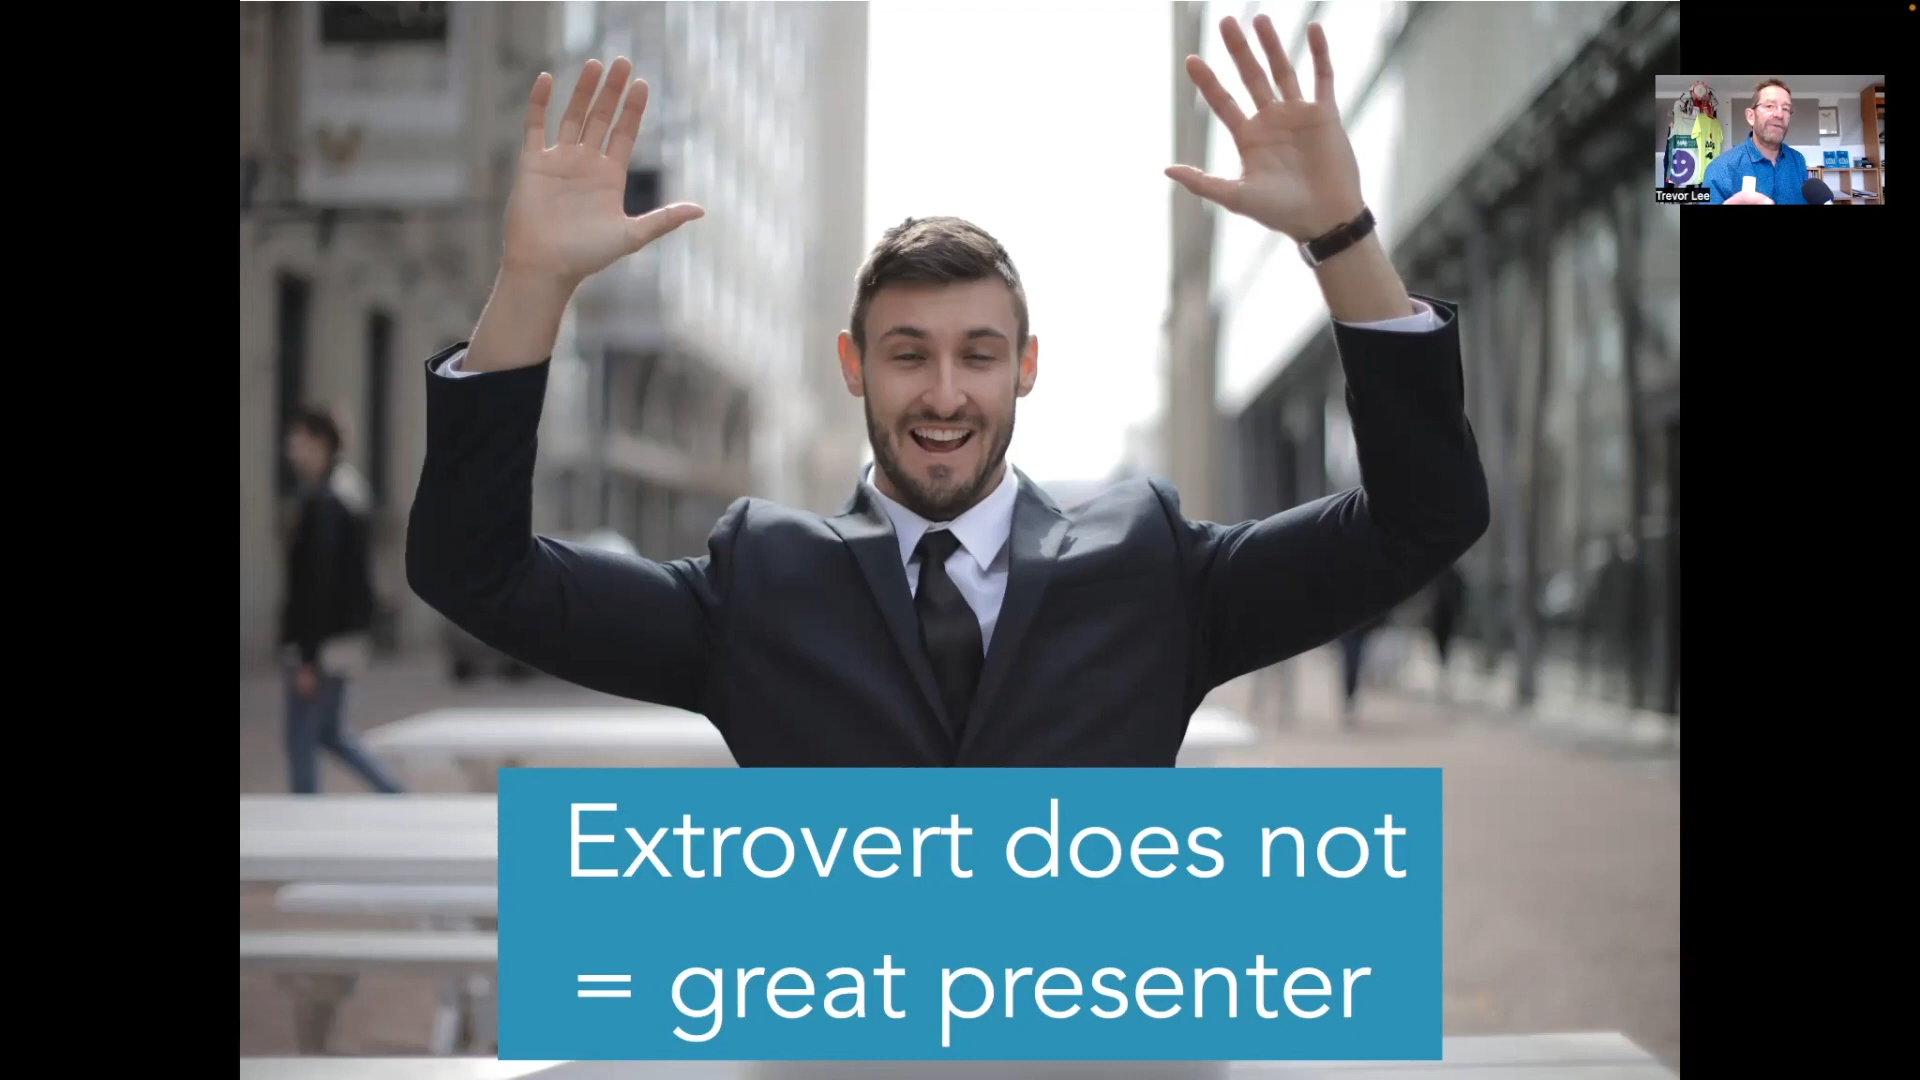 Trevor Lee
Extrovert does not
= great presenter